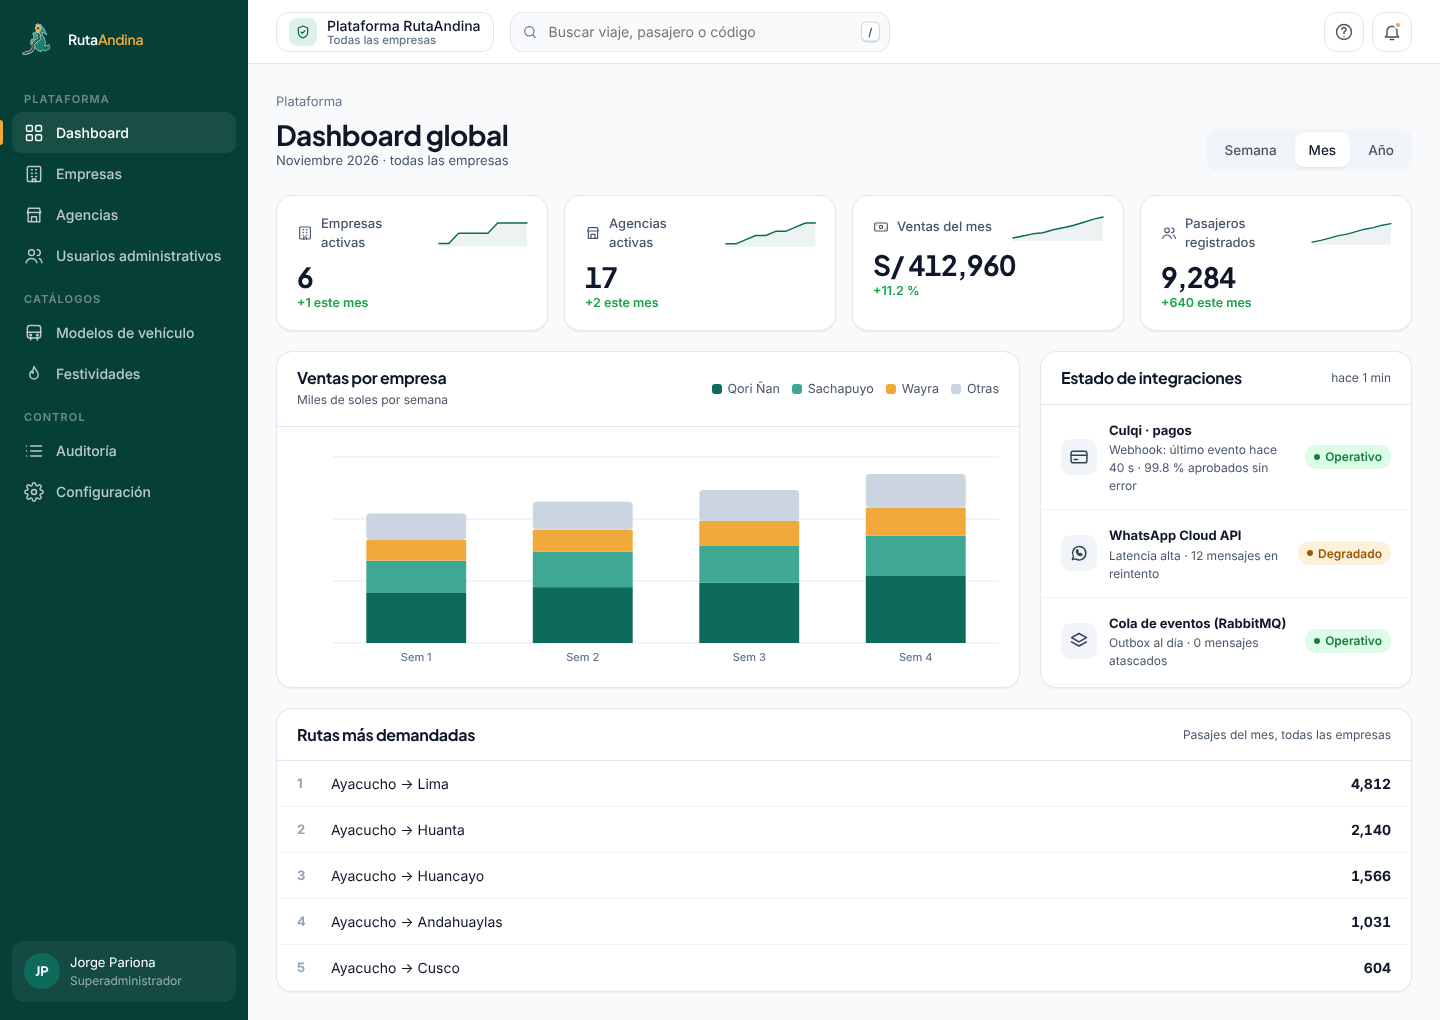 RutaAndina
PLATAFORMA
Dashboard
Empresas
Agencias
Usuarios administrativos
CATÁLOGOS
Modelos de vehículo
Festividades
CONTROL
Auditoría
Configuración
JP
Jorge Pariona
Superadministrador
Plataforma RutaAndina
Todas las empresas
Buscar viaje, pasajero o código
/
Plataforma
Dashboard global
Noviembre 2026 · todas las empresas
Semana
Mes
Año
Empresas
activas
6
+1 este mes
Agencias
activas
17
+2 este mes
Ventas del mes
S/ 412,960
+11.2 %
Pasajeros
registrados
9,284
+640 este mes
Ventas por empresa
Miles de soles por semana
Qori Ñan
Sachapuyo
Wayra
Otras
Sem 1
Sem 2
Sem 3
Sem 4
Estado de integraciones
hace 1 min
Culqi · pagos
Webhook: último evento hace
40 s · 99.8 % aprobados sin
error
Operativo
WhatsApp Cloud API
Latencia alta · 12 mensajes en
reintento
Degradado
Cola de eventos (RabbitMQ)
Outbox al día · 0 mensajes
atascados
Operativo
Rutas más demandadas
Pasajes del mes, todas las empresas
1 Ayacucho → Lima 4,812
2 Ayacucho → Huanta 2,140
3 Ayacucho → Huancayo 1,566
4 Ayacucho → Andahuaylas 1,031
5 Ayacucho → Cusco 604